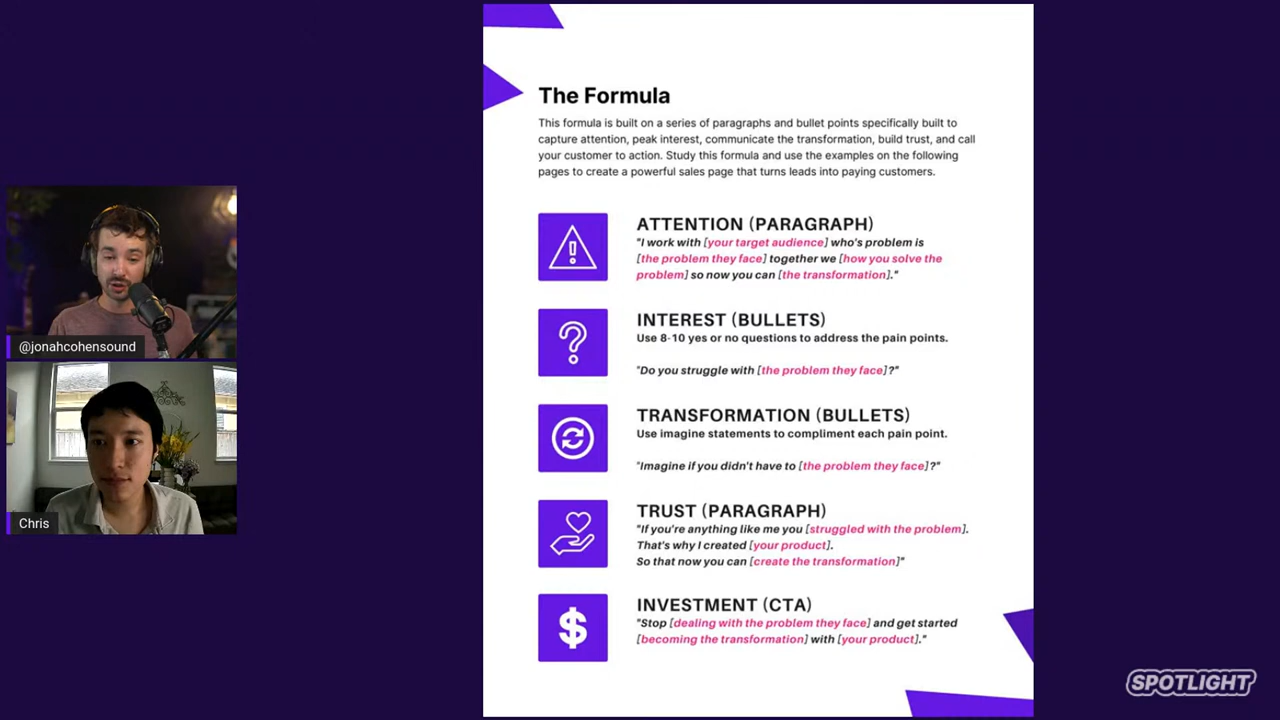 The Formula
This formula is built on a series of paragraphs and bullet points specifically built to
capture attention, peak interest, communicate the transformation, build trust, and call
your customer to action. Study this formula and use the examples on the following
pages to create a powerful sales page that turns leads into paying customers.
ATTENTION (PARAGRAPH)
"I work with [your target audience] who's problem is
[the problem they face] together we [how you solve the
problem] so now you can [the transformation]."
INTEREST (BULLETS)
Use 8-10 yes or no questions to address the pain points.
"Do you struggle with [the problem they face]?"
TRANSFORMATION (BULLETS)
Use imagine statements to compliment each pain point.
"Imagine if you didn't have to [the problem they face]?"
TRUST (PARAGRAPH)
"If you're anything like me you [struggled with the problem].
That's why I created [your product].
So that now you can [create the transformation]"
INVESTMENT (CTA)
"Stop [dealing with the problem they face] and get started
[becoming the transformation] with [your product]."
@jonahcohensound
Chris
SPOTLIGHT